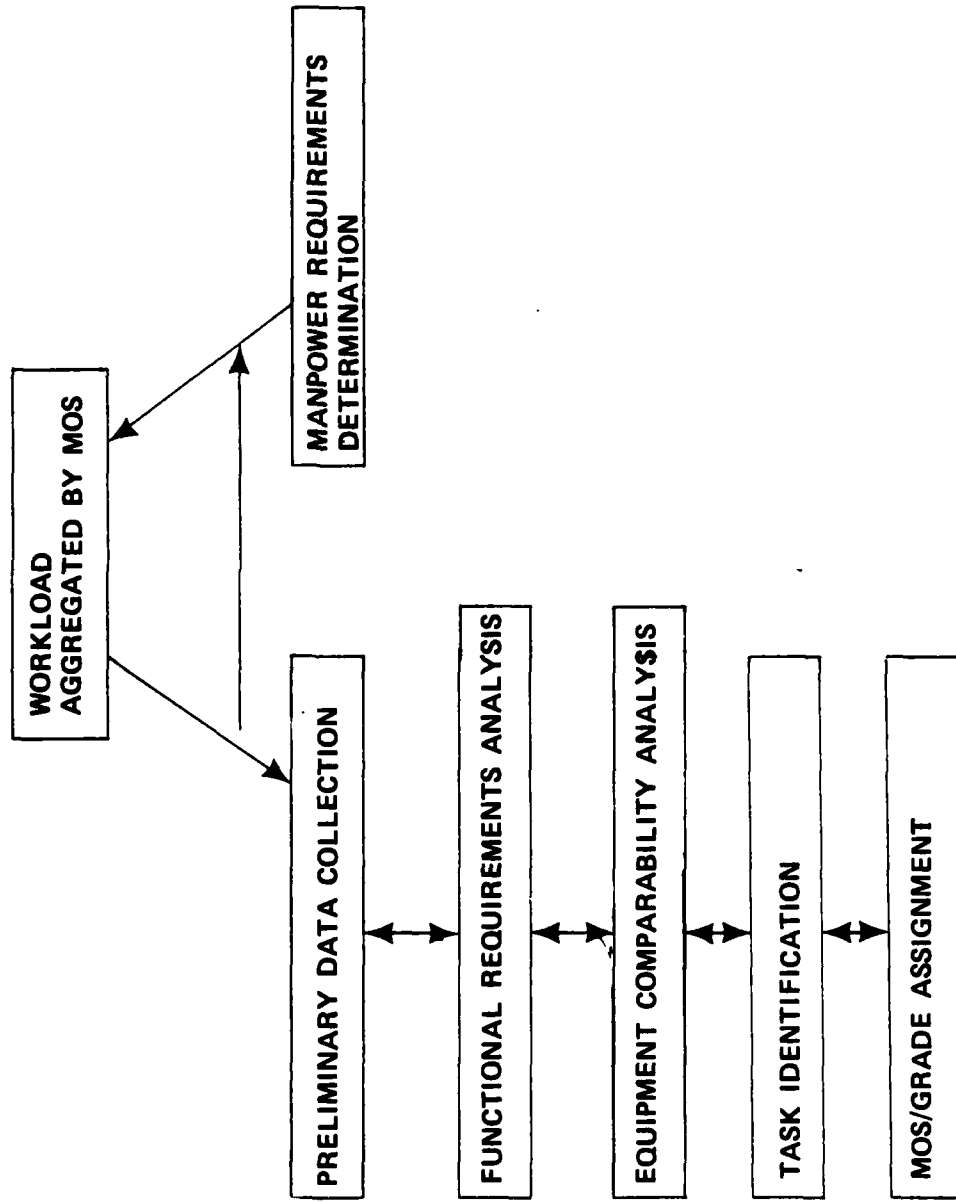 WORKLOAD
AGGREGATED BY MOS
MANPOWER REQUIREMENTS
DETERMINATION
PRELIMINARY DATA COLLECTION
FUNCTIONAL REQUIREMENTS ANALYSIS
EQUIPMENT COMPARABILITY ANALYSIS
TASK IDENTIFICATION
MOS/GRADE ASSIGNMENT